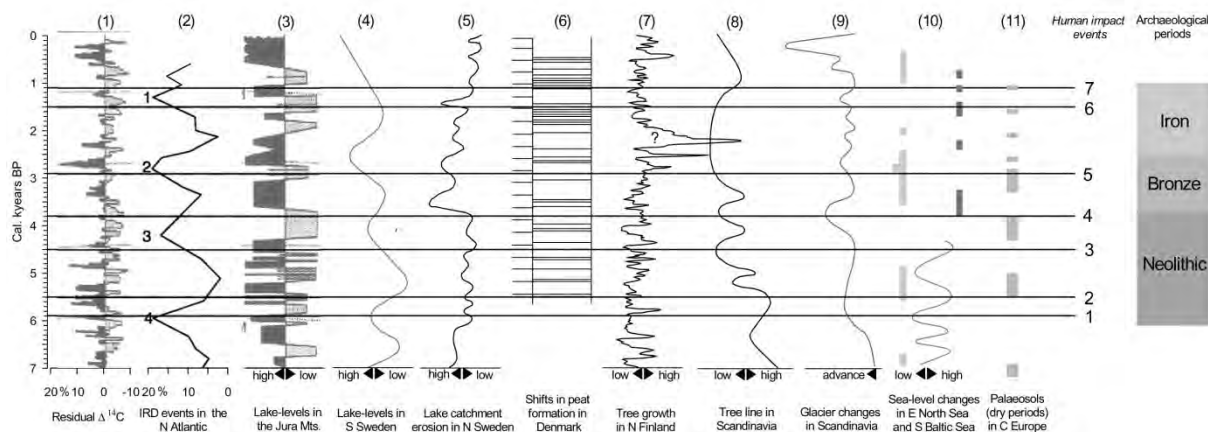 (1) (2) (3) (4) (5) (6) (7) (8) (9) (10) (11) Human impact events Archaeological periods
Cal. kyears BP
0
1
2
3
4
5
6
7
1
2
3
4
?
7
6
5
4
3
2
1
Iron
Bronze
Neolithic
20 % 10 0 -10
20 % 10 0
high low
high low
high low
low high
low high
advance
low high
Residual Δ ¹⁴C
IRD events in the
N Atlantic
Lake-levels in
the Jura Mts.
Lake-levels in
S Sweden
Lake catchment
erosion in N Sweden
Shifts in peat
formation in
Denmark
Tree growth
in N Finland
Tree line in
Scandinavia
Glacier changes
in Scandinavia
Sea-level changes
in E North Sea
and S Baltic Sea
Palaeosols
(dry periods)
in C Europe